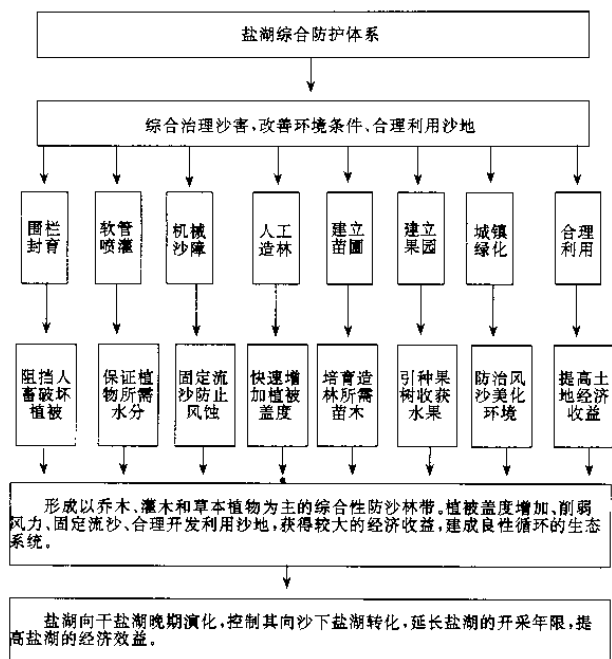 盐湖综合防护体系
综合治理沙害,改善环境条件、合理利用沙地
围栏
封育
软管
喷灌
机械
沙障
人工
造林
建立
苗圃
建立
果园
城镇
绿化
合理
利用
阻挡人
畜破坏
植被
保证植
物所需
水分
固定流
沙防止
风蚀
快速增
加植被
盖度
培育造
林所需
苗木
引种果
树收获
水果
防治风
沙美化
环境
提高土
地经济
收益
形成以乔木、灌木和草本植物为主的综合性防沙林带。植被盖度增加、削弱
风力、固定流沙、合理开发利用沙地,获得较大的经济收益,建成良性循环的生态
系统。
盐湖向干盐湖晚期演化,控制其向沙下盐湖转化,延长盐湖的开采年限,提
高盐湖的经济效益。